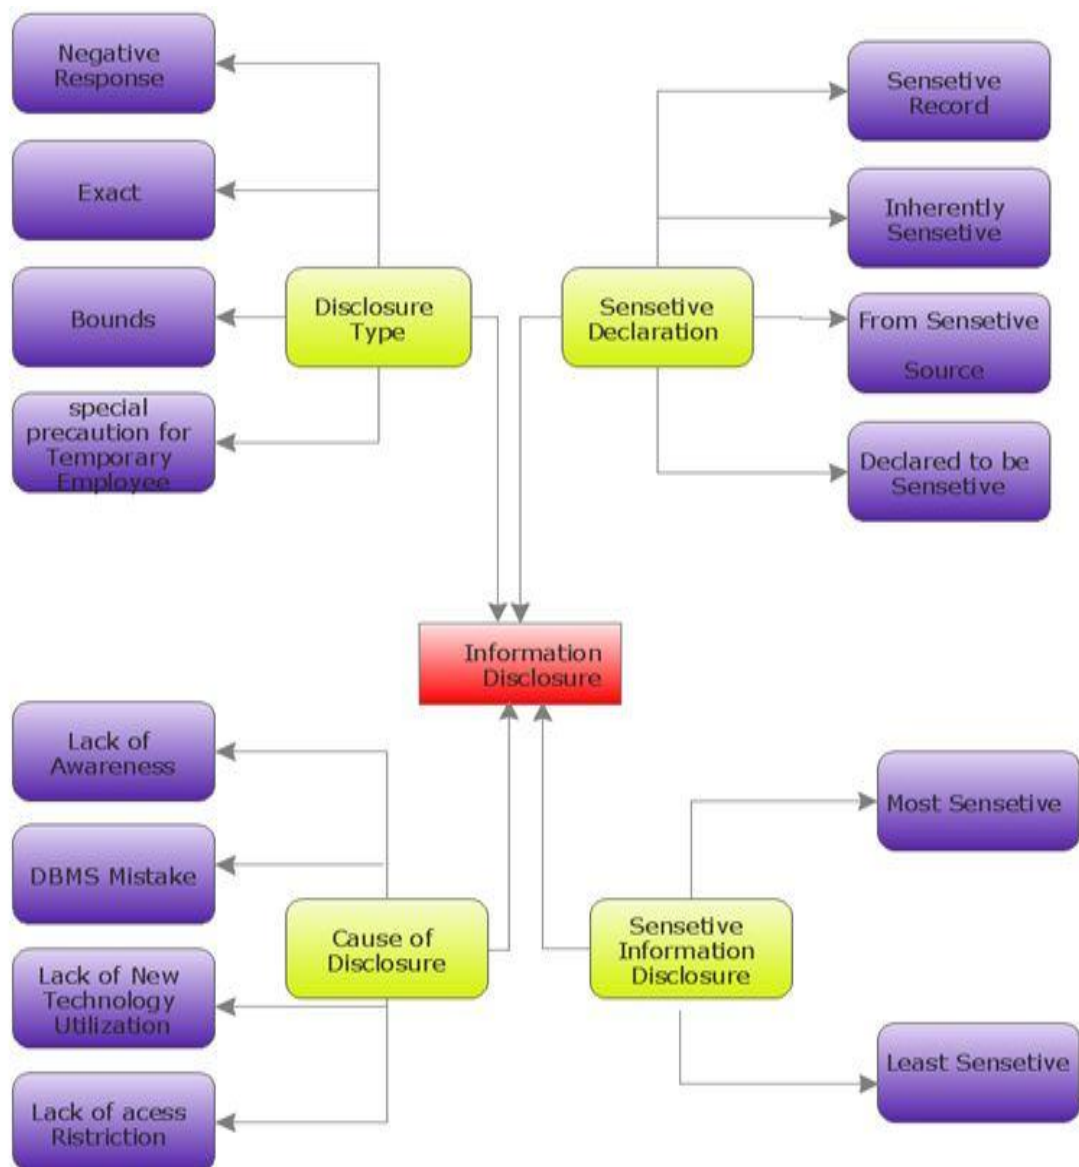 Negative
Response
Exact
Bounds
special
precaution for
Temporary
Employee
Disclosure
Type
Sensetive
Declaration
Sensetive
Record
Inherently
Sensetive
From Sensetive
Source
Declared to be
Sensetive
Information
Disclosure
Lack of
Awareness
DBMS Mistake
Lack of New
Technology
Utilization
Lack of acess
Ristriction
Cause of
Disclosure
Sensetive
Information
Disclosure
Most Sensetive
Least Sensetive